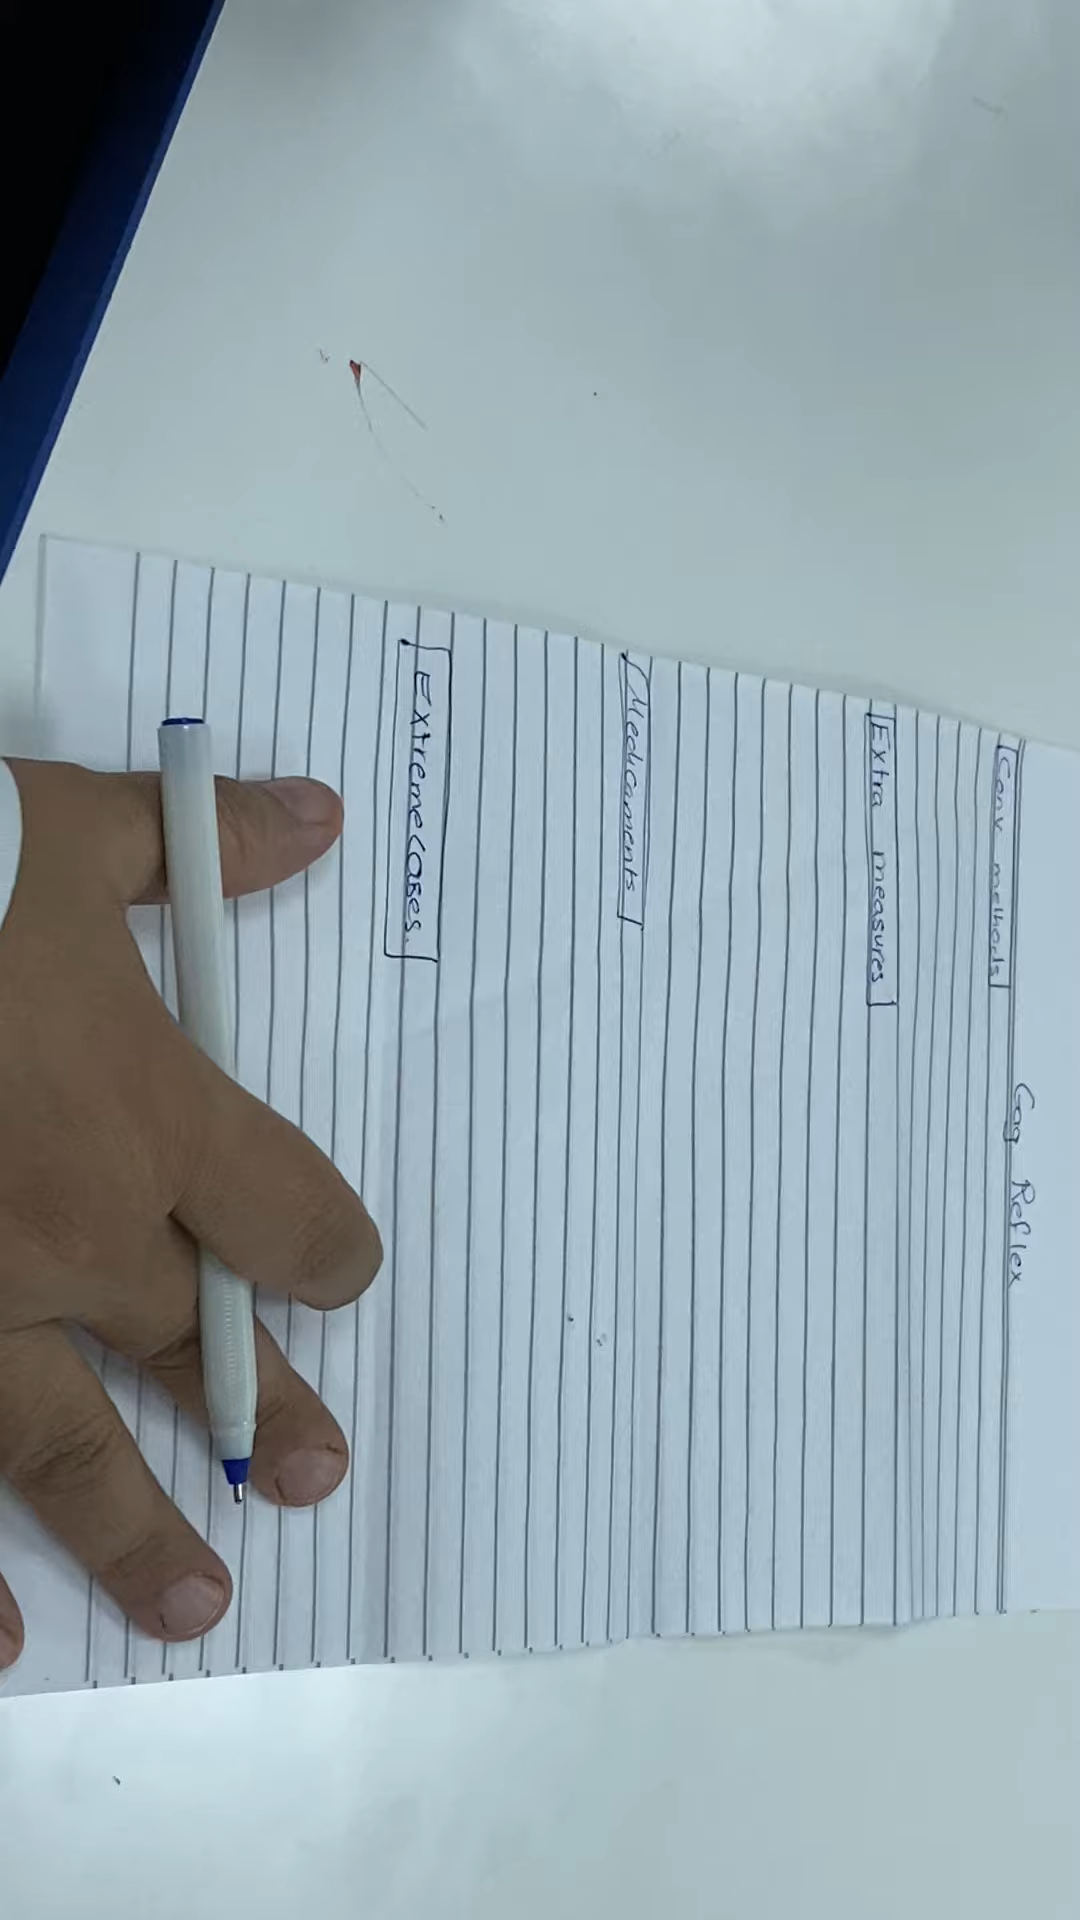 Gag Reflex
Conv methods
Extra measures
Medicaments
Extreme cases.